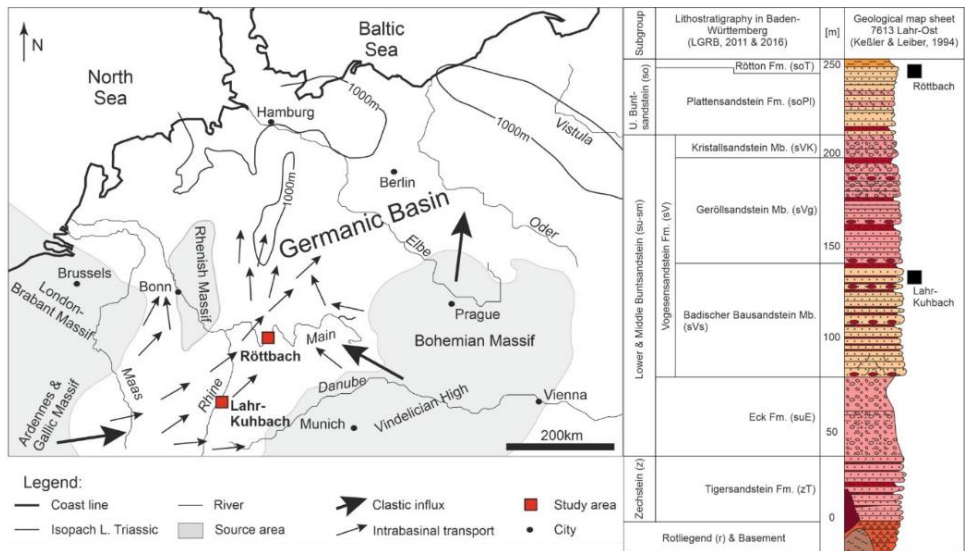 N
Baltic
Sea
North
Sea
Hamburg
1000m
1000m
1000m
Vistula
Berlin
Germanic Basin
Oder
Elbe
Brussels
London-
Brabant Massif
Bonn
Rhenish Massif
Prague
Bohemian Massif
Main
Röttbach
Maas
Rhine
Ardennes &
Gallic Massif
Lahr-
Kuhbach
Danube
Munich
Vindelician High
Vienna
200km
Legend:
Coast line
River
Clastic influx
Study area
Isopach L. Triassic
Source area
Intrabasinal transport
City
Subgroup
Lithostratigraphy in Baden-
Württemberg
(LGRB, 2011 & 2016)
[m]
Geological map sheet
7613 Lahr-Ost
(Keßler & Leiber, 1994)
U. Bunt-
sandstein (so)
Rötton Fm. (soT)
250
Röttbach
Plattensandstein Fm. (soPl)
Lower & Middle Buntsandstein (su-sm)
Vogesensandstein Fm. (sV)
Kristallsandstein Mb. (sVK)
200
Geröllsandstein Mb. (sVg)
150
Badischer Bausandstein Mb.
(sVs)
Lahr-
Kuhbach
100
Eck Fm. (suE)
50
Zechstein (z)
Tigersandstein Fm. (zT)
0
Rotliegend (r) & Basement